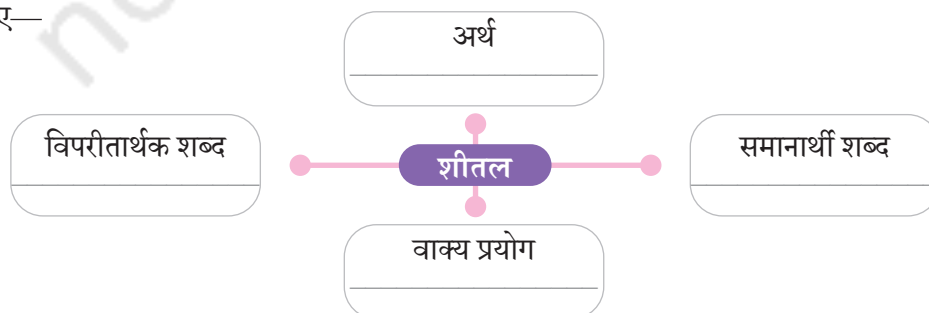 ए—
अर्थ
विपरीतार्थक शब्द
शीतल
समानार्थी शब्द
वाक्य प्रयोग